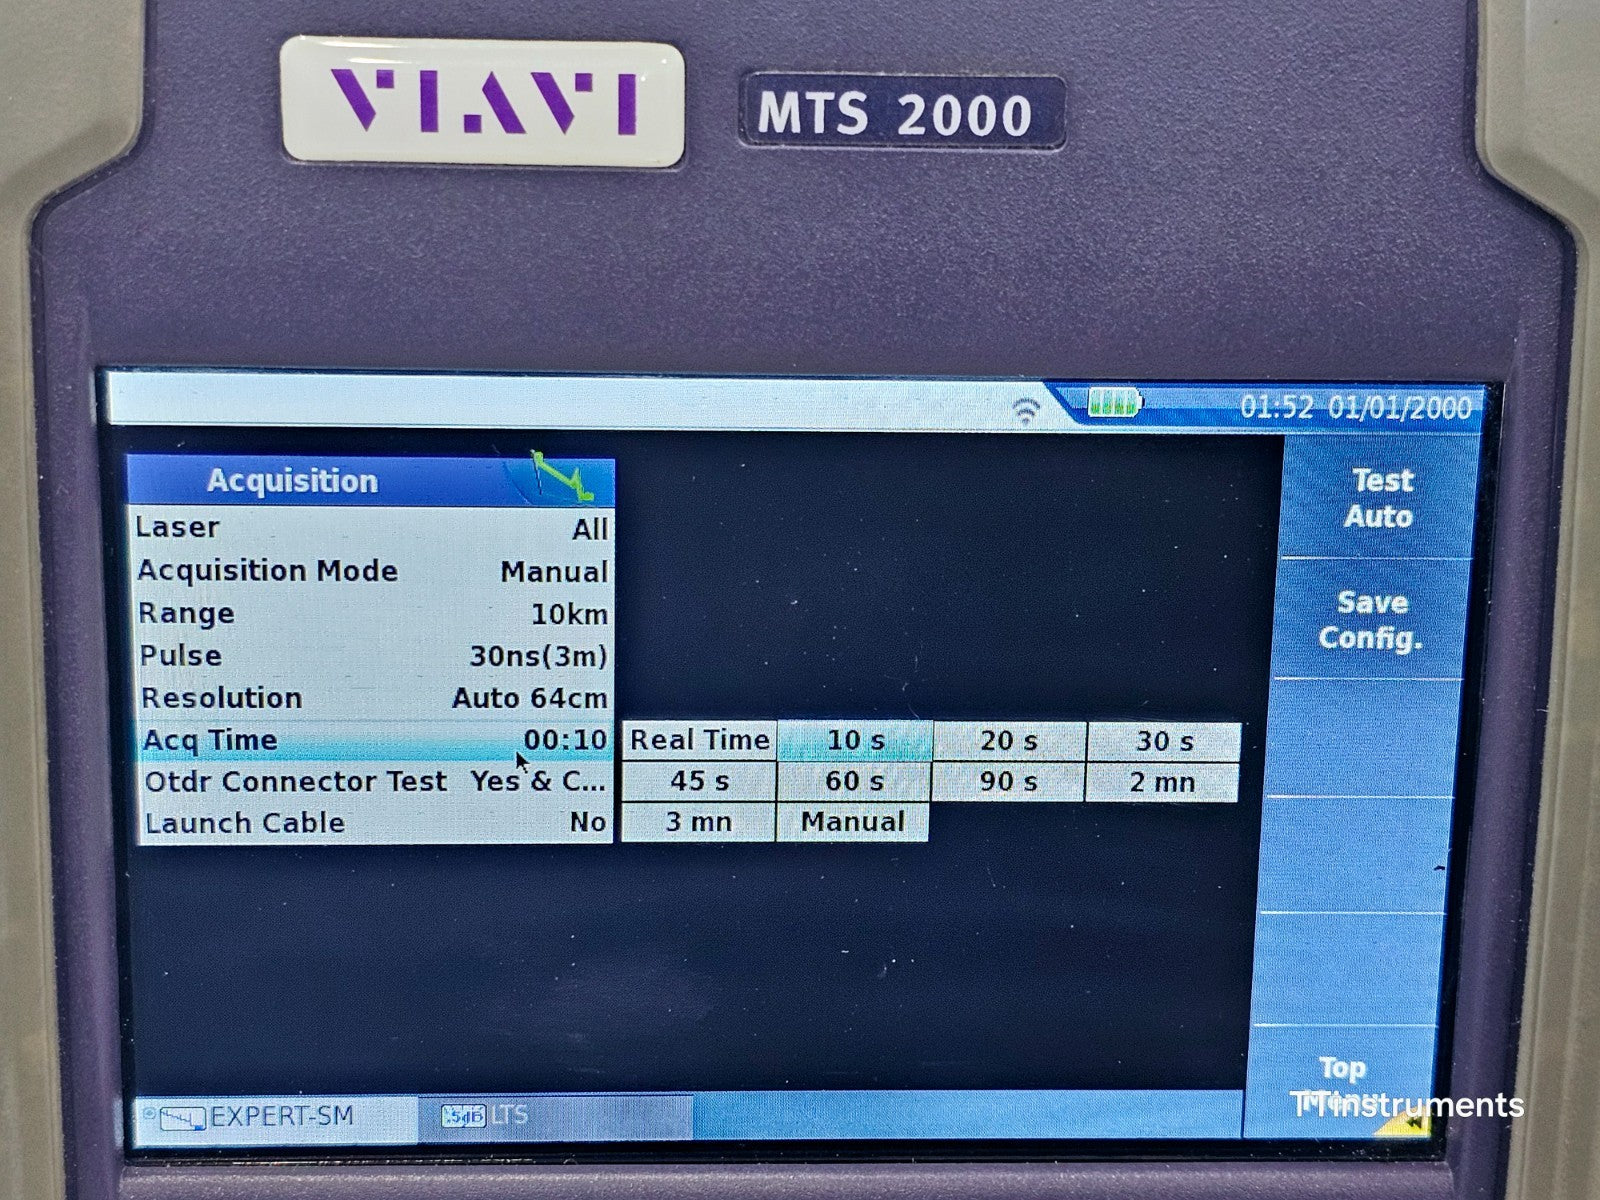 VIAVI
MTS 2000
01:52 01/01/2000
Acquisition
Laser All
Acquisition Mode Manual
Range 10km
Pulse 30ns(3m)
Resolution Auto 64cm
Acq Time 00:10
Otdr Connector Test Yes & C...
Launch Cable No
Real Time 10 s 20 s 30 s
45 s 60 s 90 s 2 mn
3 mn Manual
Test
Auto
Save
Config.
Top
TTinstruments
EXPERT-SM
.5dB LTS